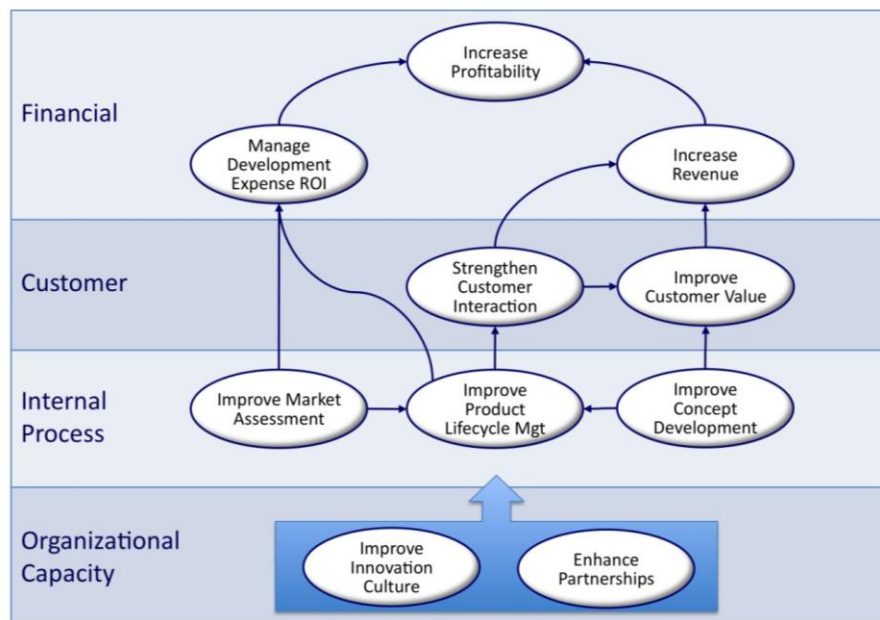 Financial
Increase
Profitability
Manage
Development
Expense ROI
Increase
Revenue
Customer
Strengthen
Customer
Interaction
Improve
Customer Value
Internal
Process
Improve Market
Assessment
Improve
Product
Lifecycle Mgt
Improve
Concept
Development
Organizational
Capacity
Improve
Innovation
Culture
Enhance
Partnerships